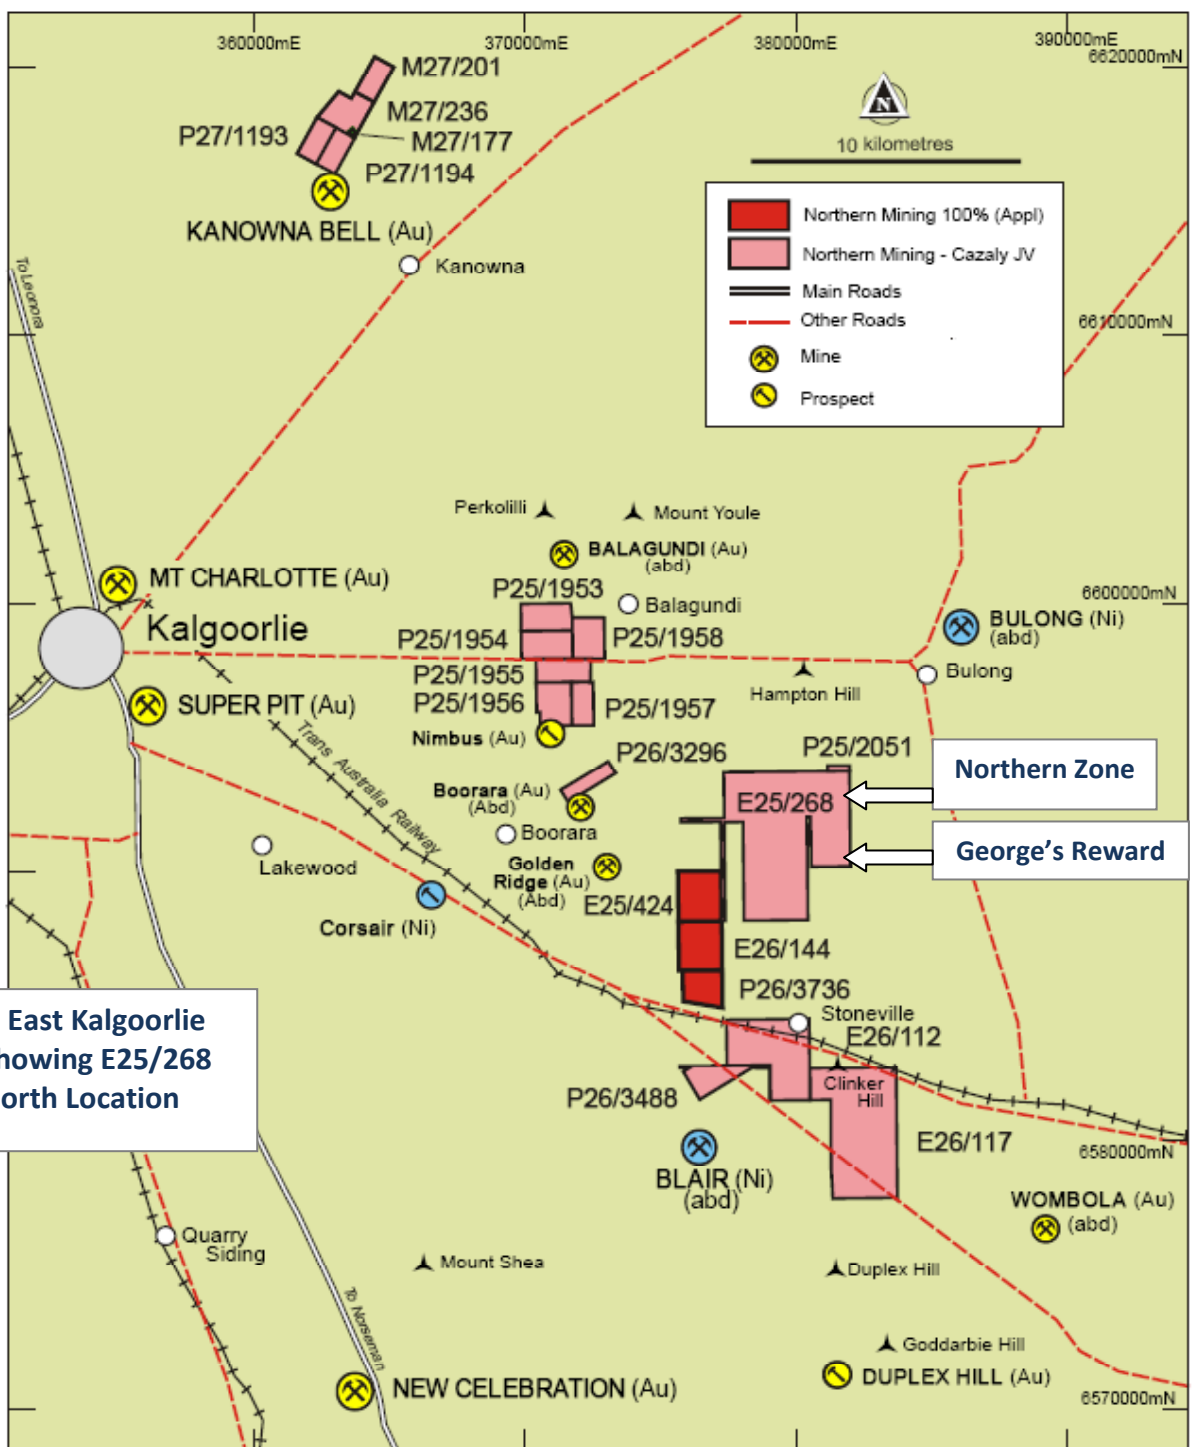 360000mE
370000mE
380000mE
390000mE
6620000mN
M27/201
M27/236
P27/1193
M27/177
P27/1194
KANOWNA BELL (Au)
Kanowna
To Leonora
N
10 kilometres
Northern Mining 100% (Appl)
Northern Mining - Cazaly JV
Main Roads
Other Roads
Mine
Prospect
6610000mN
Perkolilli
Mount Youle
BALAGUNDI (Au)
(abd)
MT CHARLOTTE (Au)
P25/1953
Balagundi
6600000mN
Kalgoorlie
P25/1954
P25/1958
BULONG (Ni)
(abd)
P25/1955
Hampton Hill
Bulong
P25/1956
P25/1957
SUPER PIT (Au)
Nimbus (Au)
Trans Australia Railway
P26/3296
P25/2051
Northern Zone
Boorara (Au)
(Abd)
E25/268
Boorara
George's Reward
Lakewood
Golden
Ridge (Au)
(Abd)
E25/424
Corsair (Ni)
E26/144
P26/3736
East Kalgoorlie
howing E25/268
orth Location
Stoneville
E26/112
Clinker
Hill
P26/3488
E26/117
6580000mN
BLAIR (Ni)
(abd)
WOMBOLA (Au)
(abd)
Quarry
Siding
Mount Shea
Duplex Hill
To Norseman
Goddarbie Hill
NEW CELEBRATION (Au)
DUPLEX HILL (Au)
6570000mN